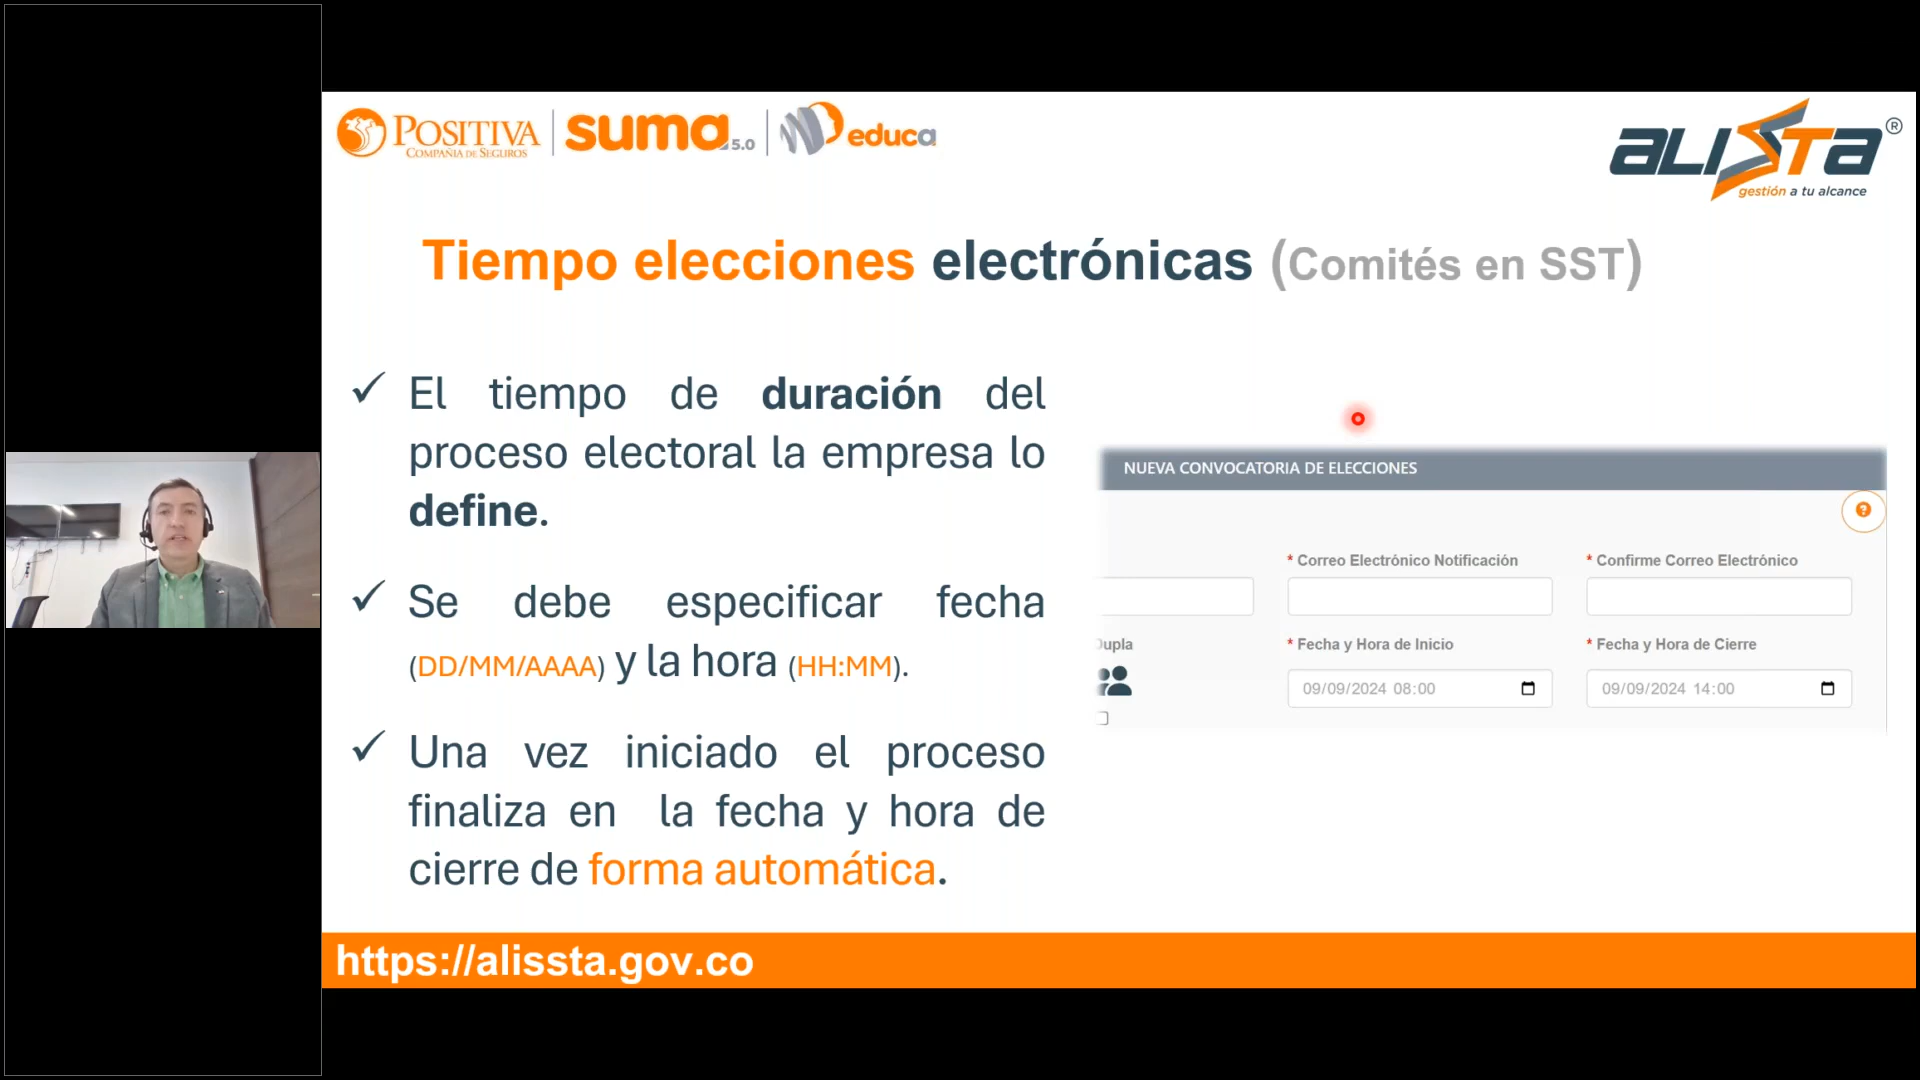 POSITIVA
COMPAÑIA DE SEGUROS
suma 5.0
educa
ALISSTA ®
gestión a tu alcance
Tiempo elecciones electrónicas (Comités en SST)
✓ El tiempo de duración del
proceso electoral la empresa lo
define.
✓ Se debe especificar fecha
(DD/MM/AAAA) y la hora (HH:MM).
✓ Una vez iniciado el proceso
finaliza en la fecha y hora de
cierre de forma automática.
NUEVA CONVOCATORIA DE ELECCIONES
?
* Correo Electrónico Notificación
* Confirme Correo Electrónico
Dupla
* Fecha y Hora de Inicio
* Fecha y Hora de Cierre
09/09/2024 08:00
09/09/2024 14:00
https://alissta.gov.co